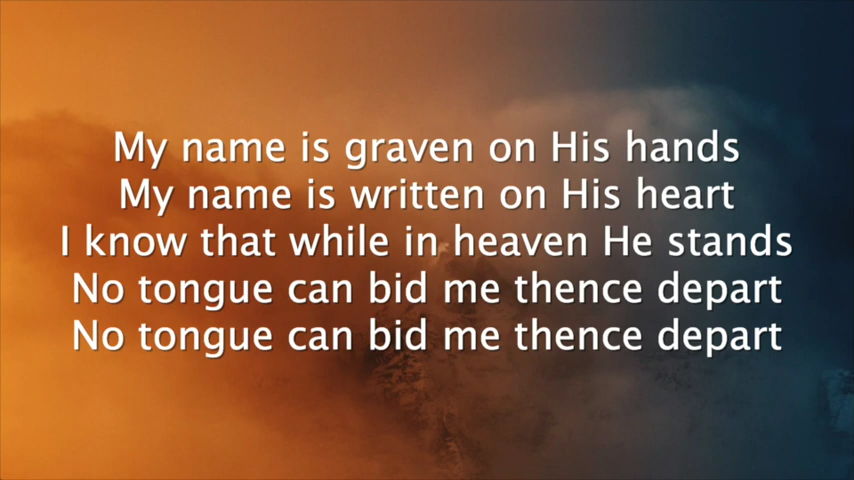 My name is graven on His hands
My name is written on His heart
I know that while in heaven He stands
No tongue can bid me thence depart
No tongue can bid me thence depart